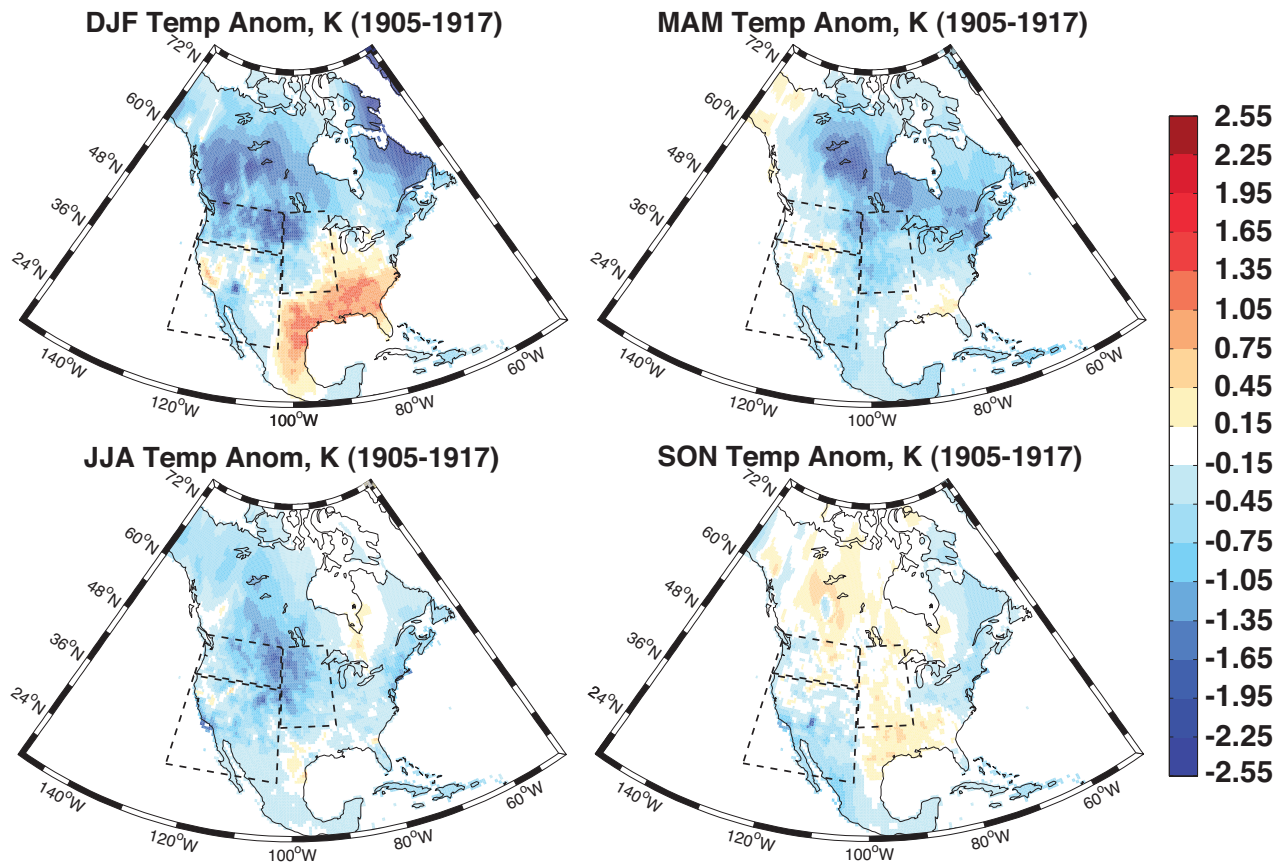 DJF Temp Anom, K (1905-1917)
72°N
60°N
48°N
36°N
24°N
140°W
120°W
100°W
80°W
60°W
MAM Temp Anom, K (1905-1917)
72°N
60°N
48°N
36°N
24°N
140°W
120°W
100°W
80°W
60°W
JJA Temp Anom, K (1905-1917)
72°N
60°N
48°N
36°N
24°N
140°W
120°W
100°W
80°W
60°W
SON Temp Anom, K (1905-1917)
72°N
60°N
48°N
36°N
24°N
140°W
120°W
100°W
80°W
60°W
2.55
2.25
1.95
1.65
1.35
1.05
0.75
0.45
0.15
-0.15
-0.45
-0.75
-1.05
-1.35
-1.65
-1.95
-2.25
-2.55